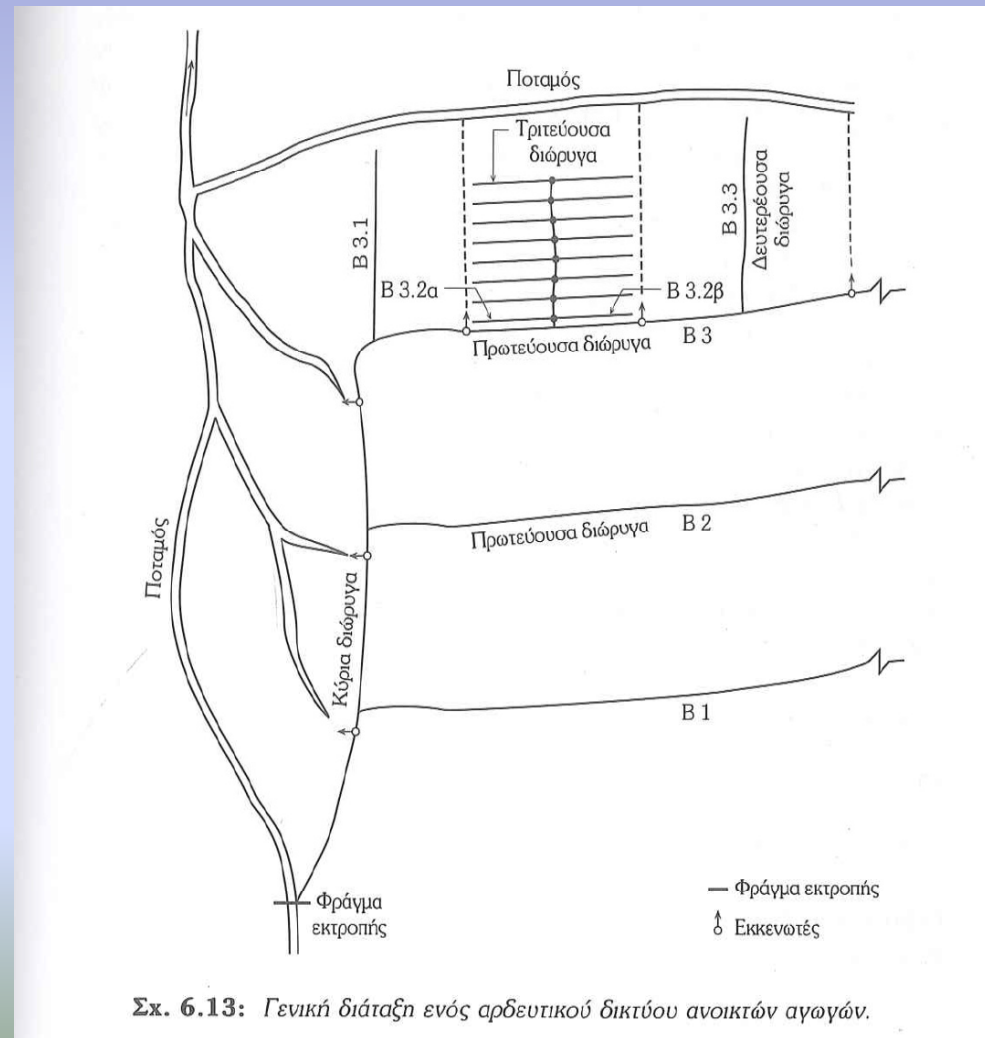 Ποταμός
Τριτεύουσα
διώρυγα
Β 3.1
Β 3.2α
Β 3.2β
Β 3.3
Δευτερέουσα
διώρυγα
Πρωτεύουσα διώρυγα
Β 3
Ποταμός
Πρωτεύουσα διώρυγα
Β 2
Κύρια διώρυγα
Β 1
Φράγμα
εκτροπής
Φράγμα εκτροπής
Εκκενωτές
Σχ. 6.13: Γενική διάταξη ενός αρδευτικού δικτύου ανοικτών αγωγών.